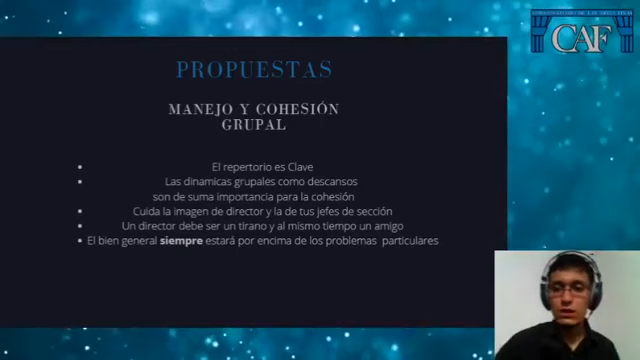 CAF
PROPUESTAS
MANEJO Y COHESIÓN
GRUPAL
El repertorio es Clave
Las dinamicas grupales como descansos
son de suma importancia para la cohesión
Cuida la imagen de director y la de tus jefes de sección
Un director debe ser un tirano y al mismo tiempo un amigo
El bien general siempre estará por encima de los problemas particulares